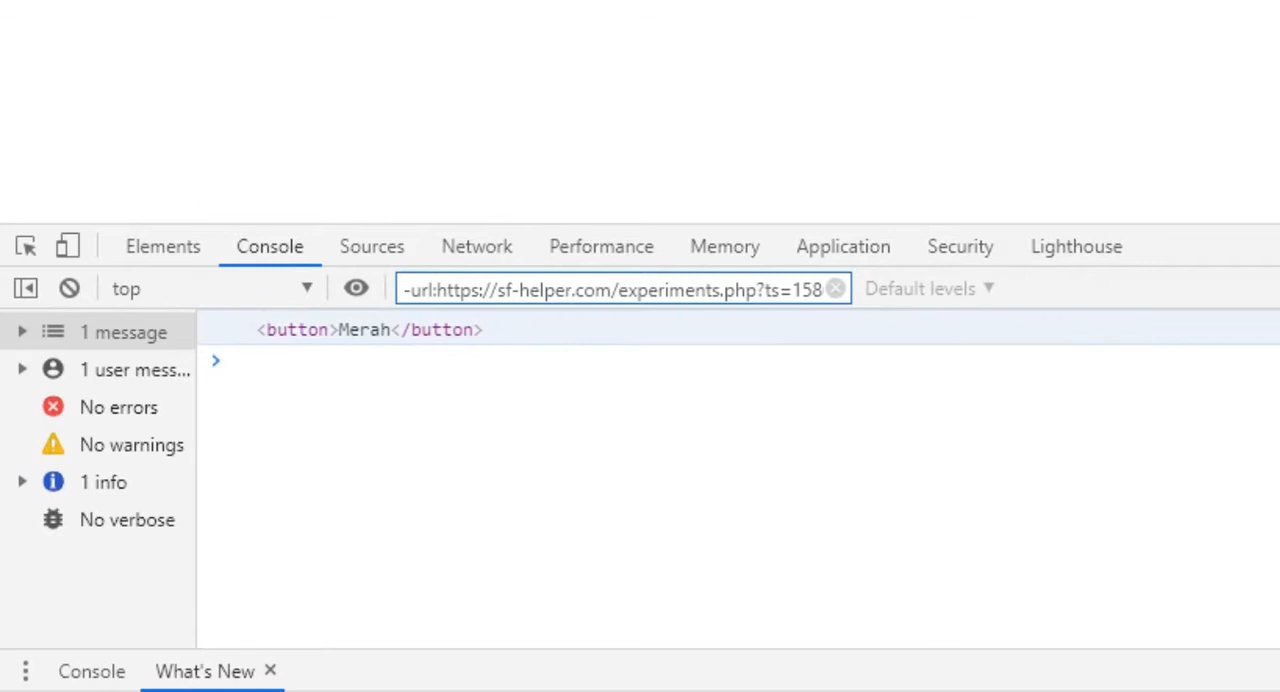 Elements Console Sources Network Performance Memory Application Security Lighthouse
top -url:https://sf-helper.com/experiments.php?ts=158 Default levels
1 message
<button>Merah</button>
1 user mess...
No errors
No warnings
1 info
No verbose
Console What's New